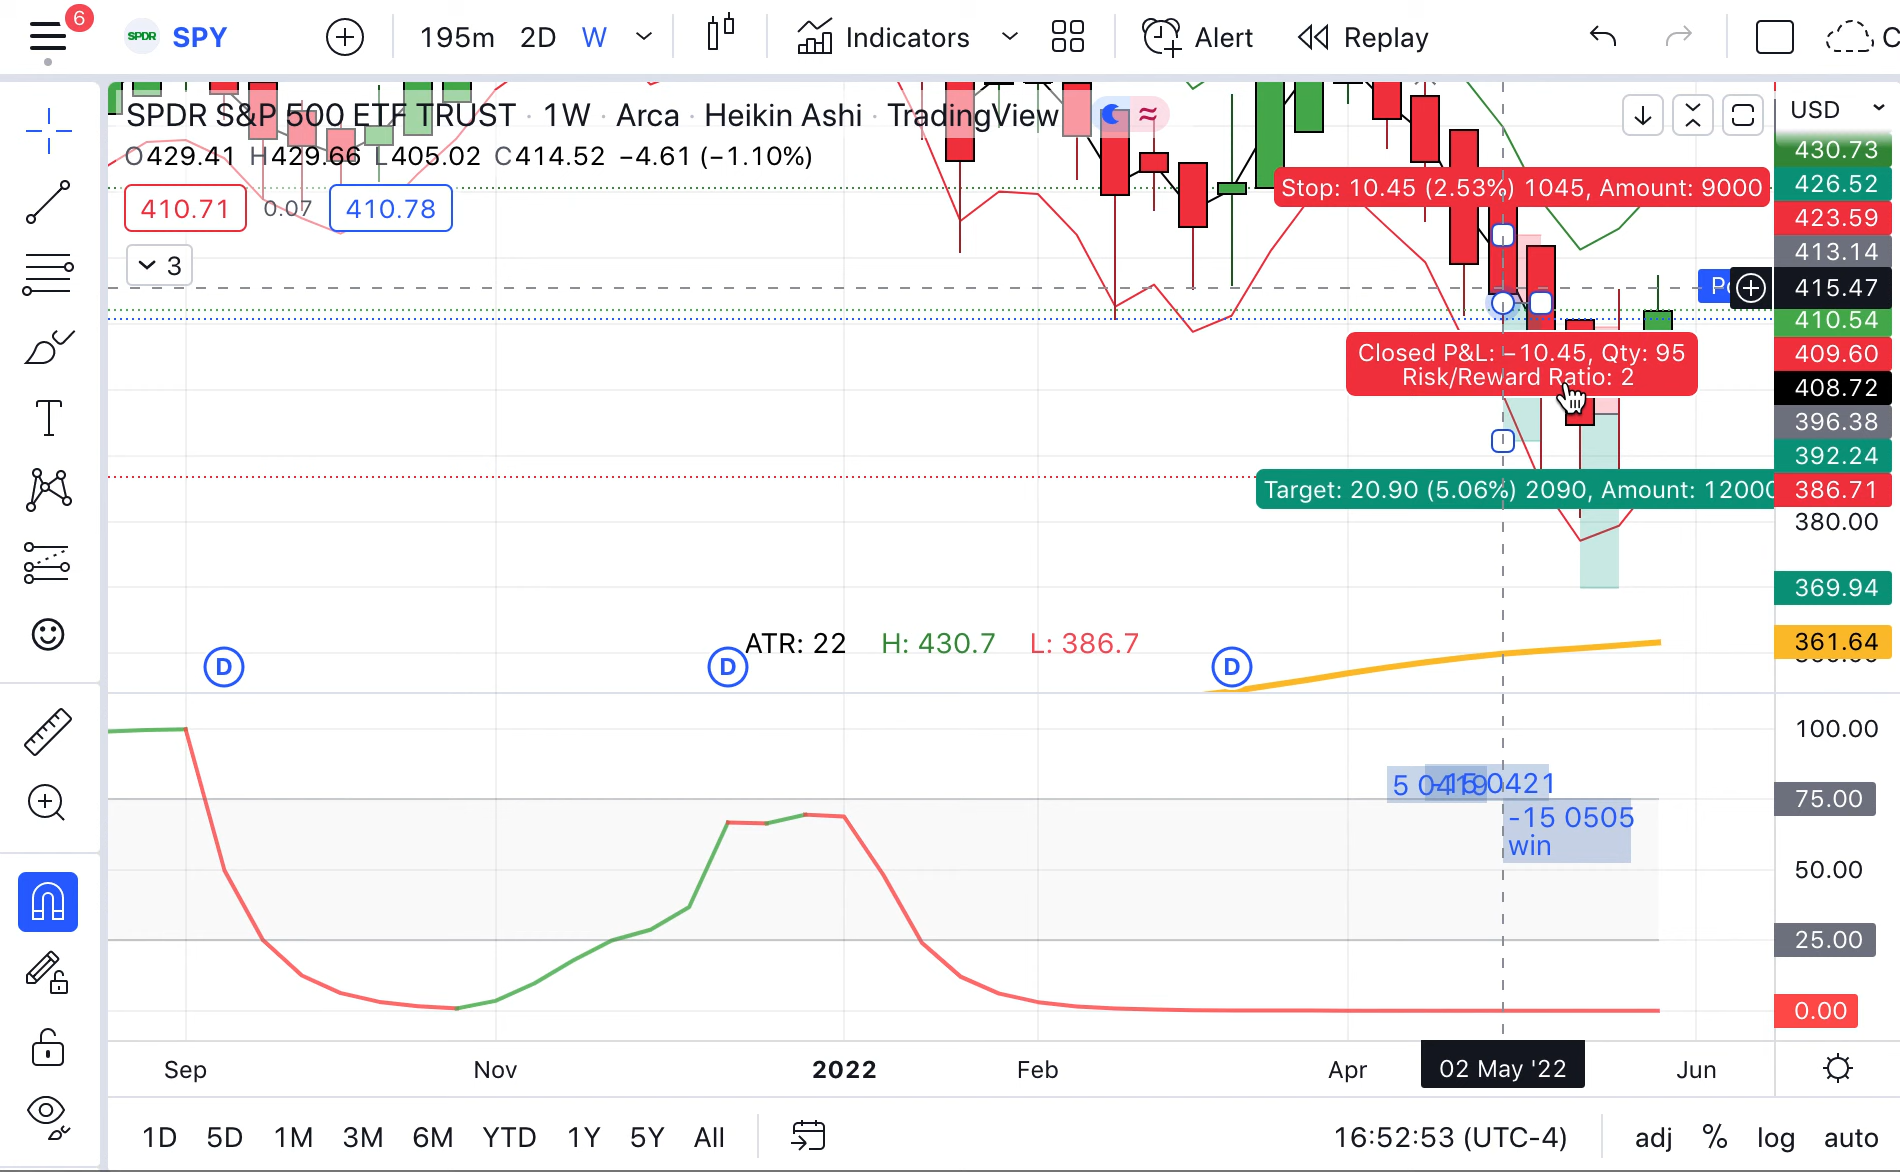 6
SPDR SPY 195m 2D W Indicators Alert Replay C
SPDR S&P 500 ETF TRUST · 1W · Arca · Heikin Ashi · TradingView
O429.41 H429.66 L405.02 C414.52 −4.61 (−1.10%)
410.71 0.07 410.78
3
USD
430.73
426.52
423.59
413.14
415.47
410.54
409.60
408.72
396.38
392.24
386.71
380.00
369.94
361.64
Stop: 10.45 (2.53%) 1045, Amount: 9000
Closed P&L: −10.45, Qty: 95
Risk/Reward Ratio: 2
Target: 20.90 (5.06%) 2090, Amount: 12000
ATR: 22 H: 430.7 L: 386.7
D D D
100.00
75.00
50.00
25.00
0.00
5 0419
-15 0421
-15 0505
win
Sep Nov 2022 Feb Apr 02 May '22 Jun
1D 5D 1M 3M 6M YTD 1Y 5Y All 16:52:53 (UTC-4) adj % log auto